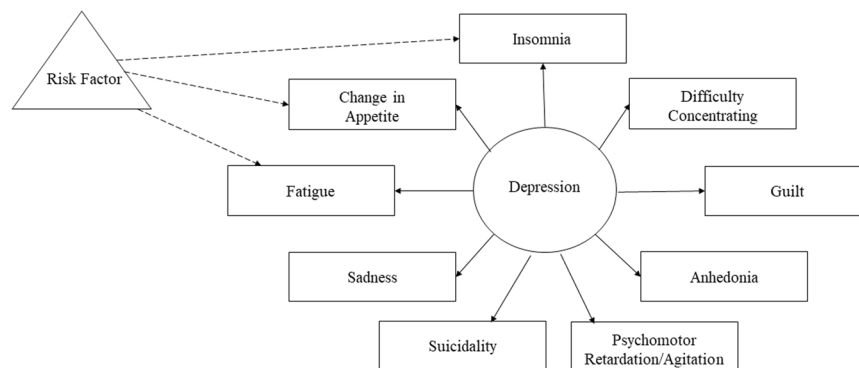 Insomnia
Risk Factor
Change in
Appetite
Difficulty
Concentrating
Fatigue
Depression
Guilt
Sadness
Anhedonia
Suicidality
Psychomotor
Retardation/Agitation